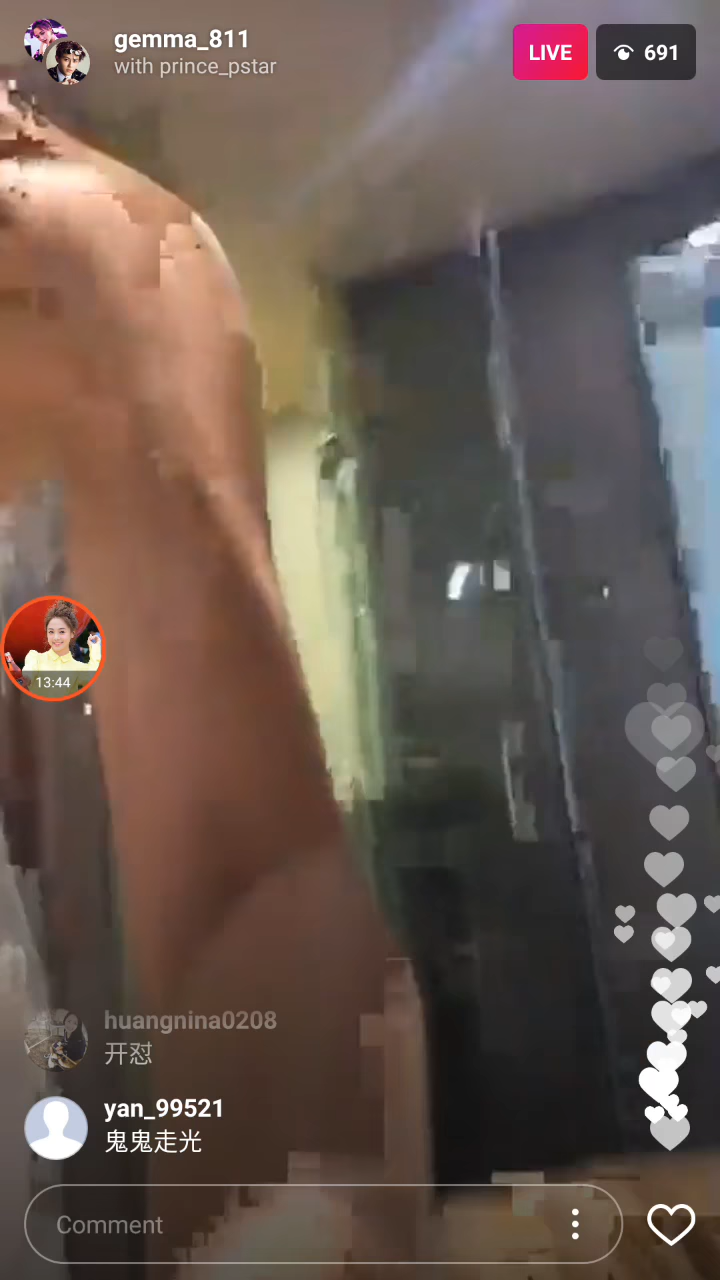 gemma_811
with prince_pstar
LIVE
691
13:44
huangnina0208
开怼
yan_99521
鬼鬼走光
Comment